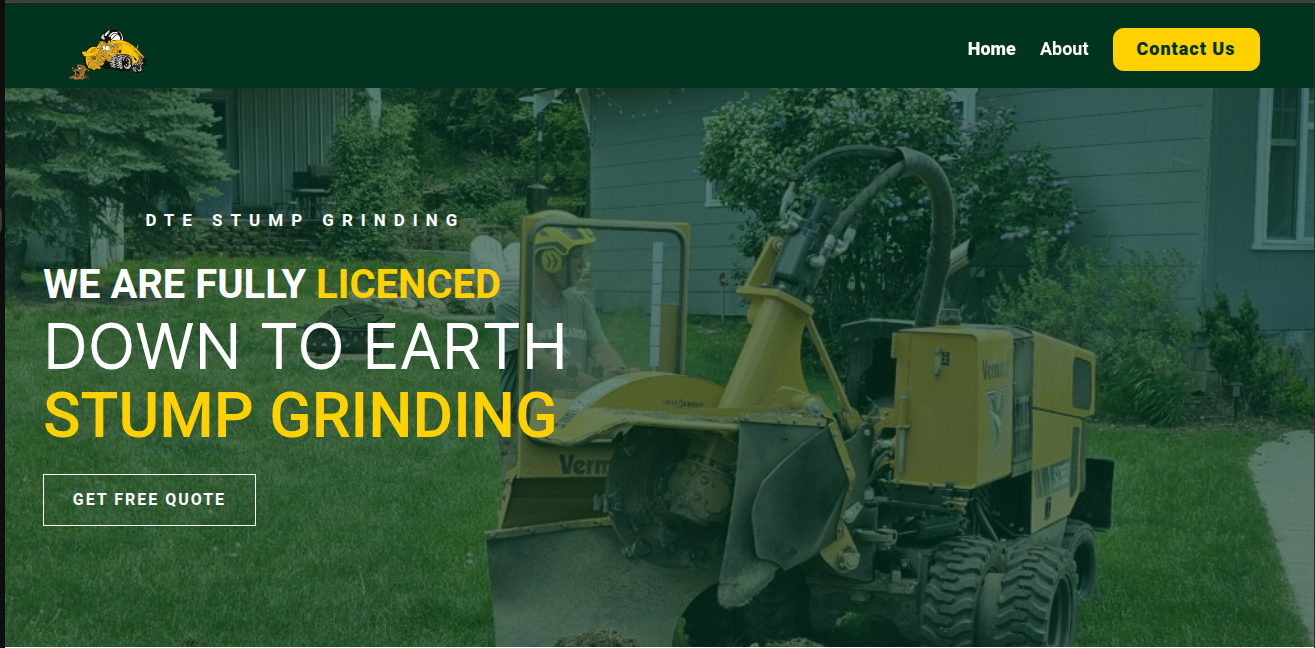 Home About Contact Us
DTE STUMP GRINDING
WE ARE FULLY LICENCED
DOWN TO EARTH
STUMP GRINDING
GET FREE QUOTE